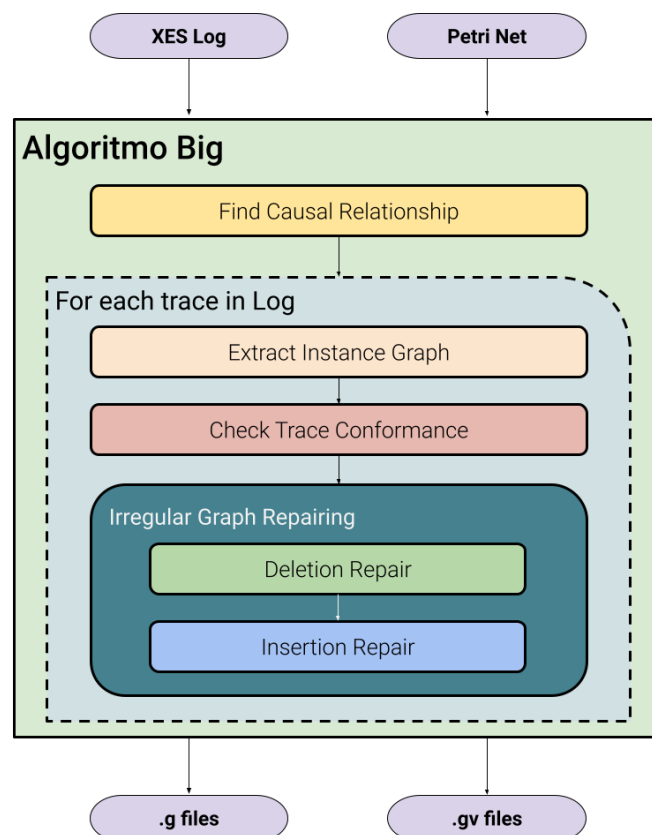 XES Log
Petri Net
Algoritmo Big
Find Causal Relationship
For each trace in Log
Extract Instance Graph
Check Trace Conformance
Irregular Graph Repairing
Deletion Repair
Insertion Repair
.g files
.gv files